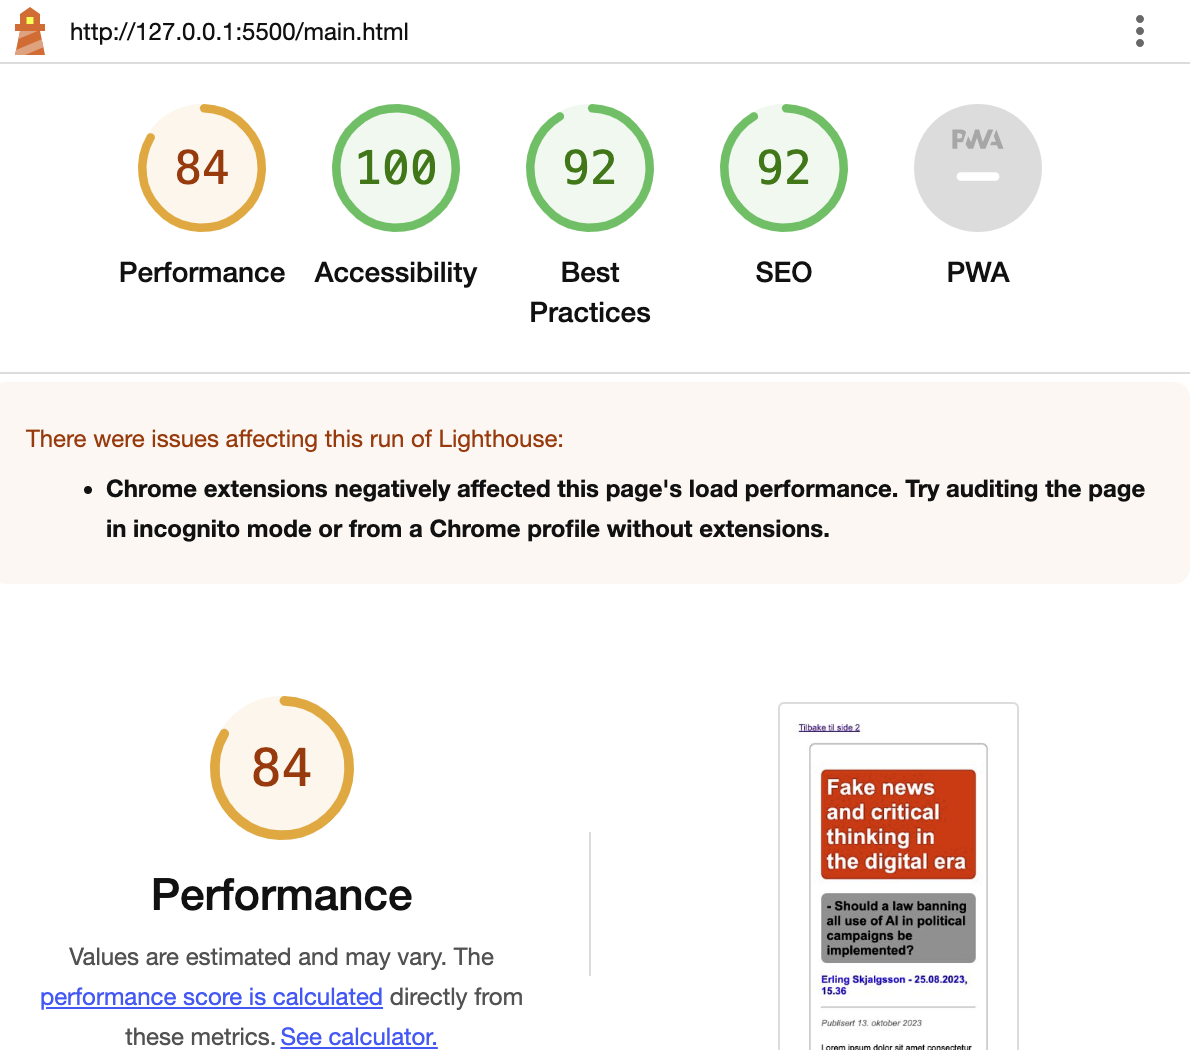 http://127.0.0.1:5500/main.html
84
100
92
92
PWA
Performance
Accessibility
Best
Practices
SEO
PWA
There were issues affecting this run of Lighthouse:
• Chrome extensions negatively affected this page's load performance. Try auditing the page
in incognito mode or from a Chrome profile without extensions.
84
Performance
Values are estimated and may vary. The
performance score is calculated directly from
these metrics. See calculator.
Tilbake til side 2
Fake news
and critical
thinking in
the digital era
- Should a law banning
all use of AI in political
campaigns be
implemented?
Erling Skjalgsson - 25.08.2023,
15.36
Publisert 13. oktober 2023
Lorem ipsum dolor sit amet consectetur